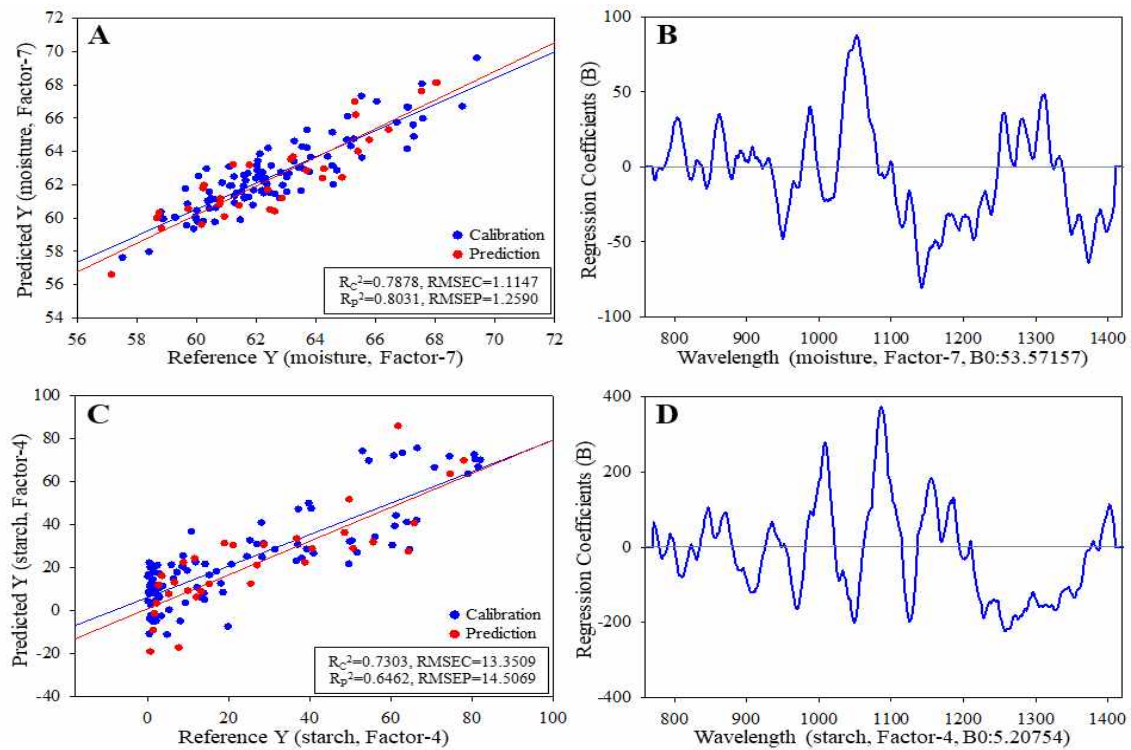 A
Predicted Y (moisture, Factor-7)
72
70
68
66
64
62
60
58
56
54
Calibration
Prediction
R_C²=0.7878, RMSEC=1.1147
R_P²=0.8031, RMSEP=1.2590
56 58 60 62 64 66 68 70 72
Reference Y (moisture, Factor-7)
B
Regression Coefficients (B)
100
50
0
-50
-100
800 900 1000 1100 1200 1300 1400
Wavelength (moisture, Factor-7, B0:53.57157)
C
Predicted Y (starch, Factor-4)
100
80
60
40
20
0
-20
-40
Calibration
Prediction
R_C²=0.7303, RMSEC=13.3509
R_P²=0.6462, RMSEP=14.5069
0 20 40 60 80 100
Reference Y (starch, Factor-4)
D
Regression Coefficients (B)
400
200
0
-200
-400
800 900 1000 1100 1200 1300 1400
Wavelength (starch, Factor-4, B0:5.20754)